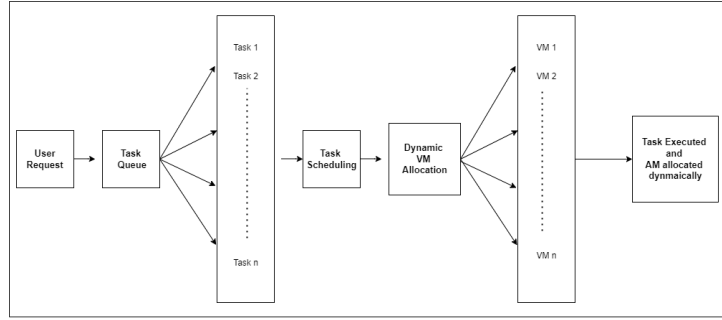 User
Request
Task
Queue
Task 1
Task 2
Task n
Task
Scheduling
Dynamic
VM
Allocation
VM 1
VM 2
VM n
Task Executed
and
AM allocated
dynmaically